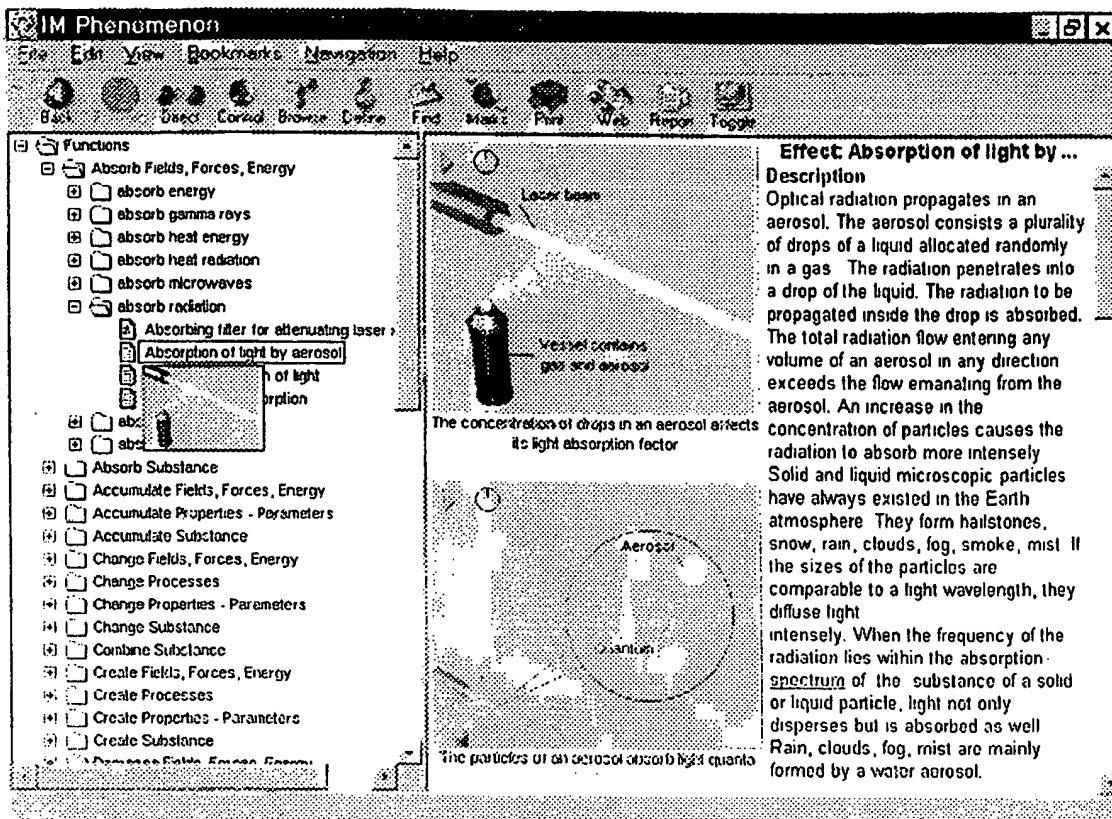 IM Phenomenon
File Edit View Bookmarks Navigation Help
Back Direct Control Browse Define Find Marks Print Web Report Toggle
Functions
Absorb Fields, Forces, Energy
absorb energy
absorb gamma rays
absorb heat energy
absorb heat radiation
absorb microwaves
absorb radiation
Absorbing filter for attenuating laser
Absorption of light by aerosol
n of light
orption
abs
abs
Absorb Substance
Accumulate Fields, Forces, Energy
Accumulate Properties - Parameters
Accumulate Substance
Change Fields, Forces, Energy
Change Processes
Change Properties - Parameters
Change Substance
Combine Substance
Create Fields, Forces, Energy
Create Processes
Create Properties - Parameters
Create Substance
Damage Fields, Forces, Energy
Laser beam
Vessel contains
gas and aerosol
The concentration of drops in an aerosol affects
its light absorption factor
Aerosol
Quantum
The particles of an aerosol absorb light quanta
Effect: Absorption of light by ...
Description
Optical radiation propagates in an
aerosol. The aerosol consists a plurality
of drops of a liquid allocated randomly
in a gas The radiation penetrates into
a drop of the liquid. The radiation to be
propagated inside the drop is absorbed.
The total radiation flow entering any
volume of an aerosol in any direction
exceeds the flow emanating from the
aerosol. An increase in the
concentration of particles causes the
radiation to absorb more intensely
Solid and liquid microscopic particles
have always existed in the Earth
atmosphere They form hailstones,
snow, rain, clouds, fog, smoke, mist If
the sizes of the particles are
comparable to a light wavelength, they
diffuse light
intensely. When the frequency of the
radiation lies within the absorption
spectrum of the substance of a solid
or liquid particle, light not only
disperses but is absorbed as well
Rain, clouds, fog, mist are mainly
formed by a water aerosol.